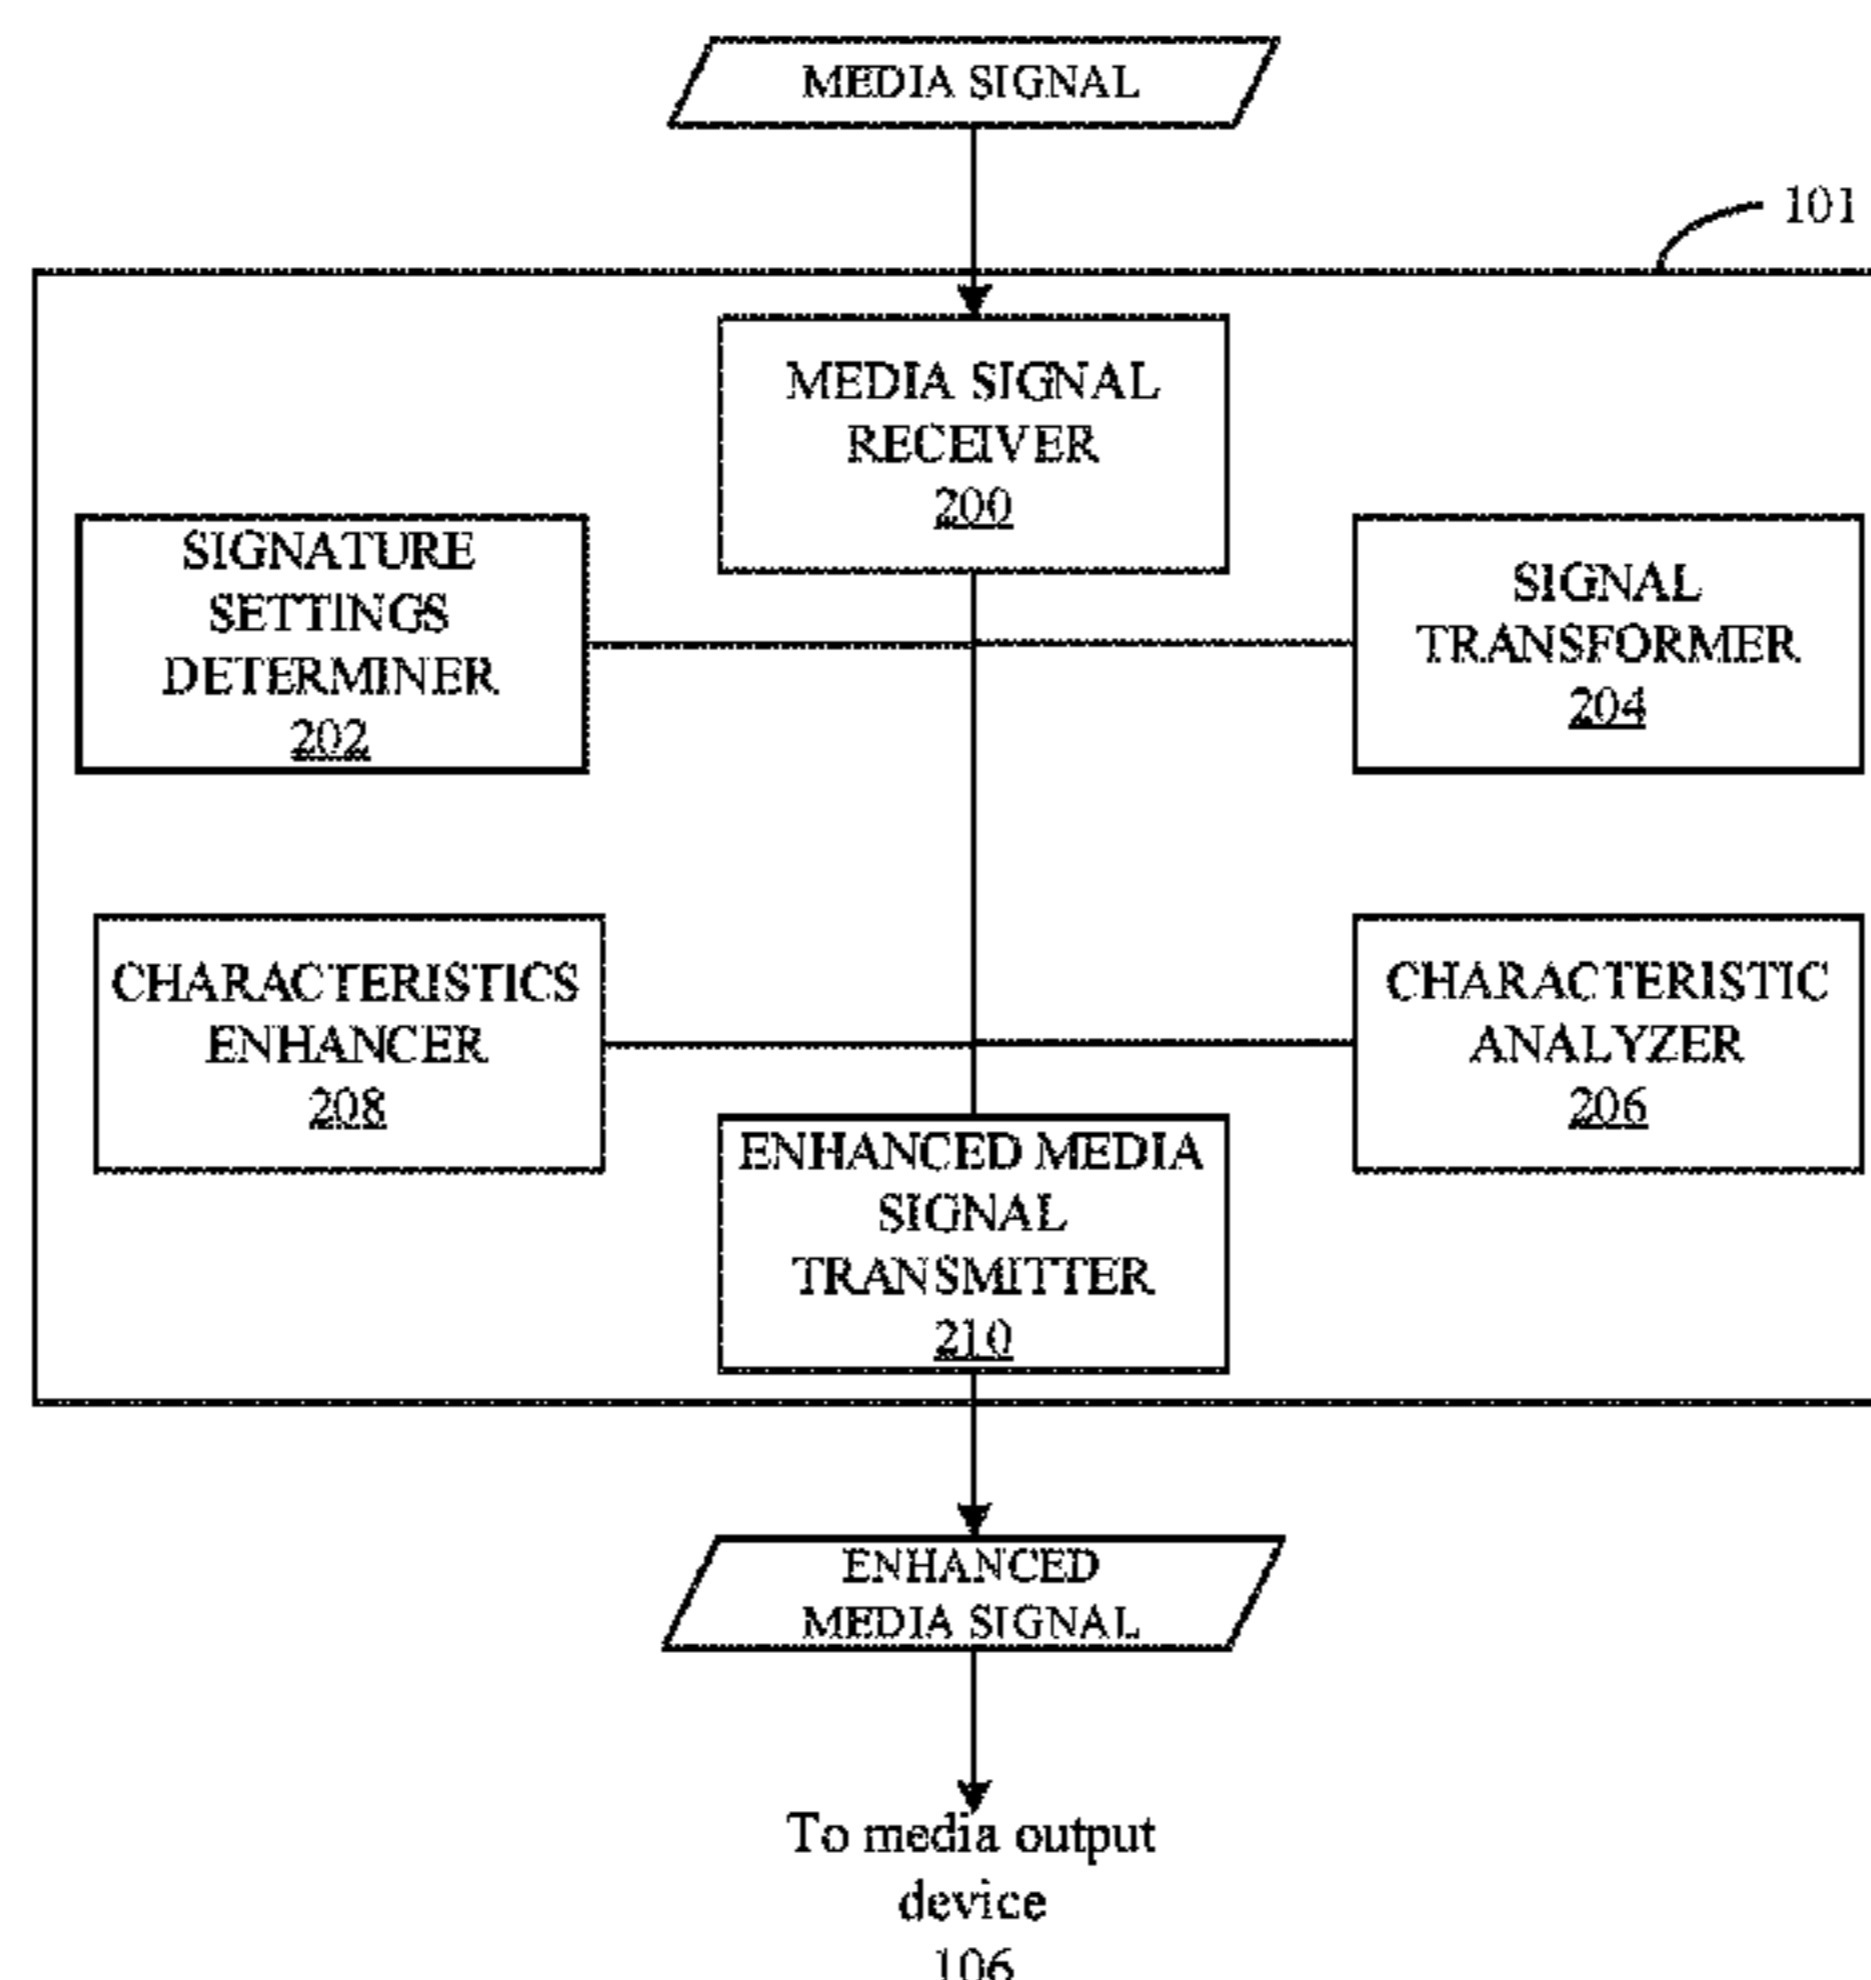 MEDIA SIGNAL
101
MEDIA SIGNAL
RECEIVER
200
SIGNATURE
SETTINGS
DETERMINER
202
SIGNAL
TRANSFORMER
204
CHARACTERISTICS
ENHANCER
208
CHARACTERISTIC
ANALYZER
206
ENHANCED MEDIA
SIGNAL
TRANSMITTER
210
ENHANCED
MEDIA SIGNAL
To media output
device
106